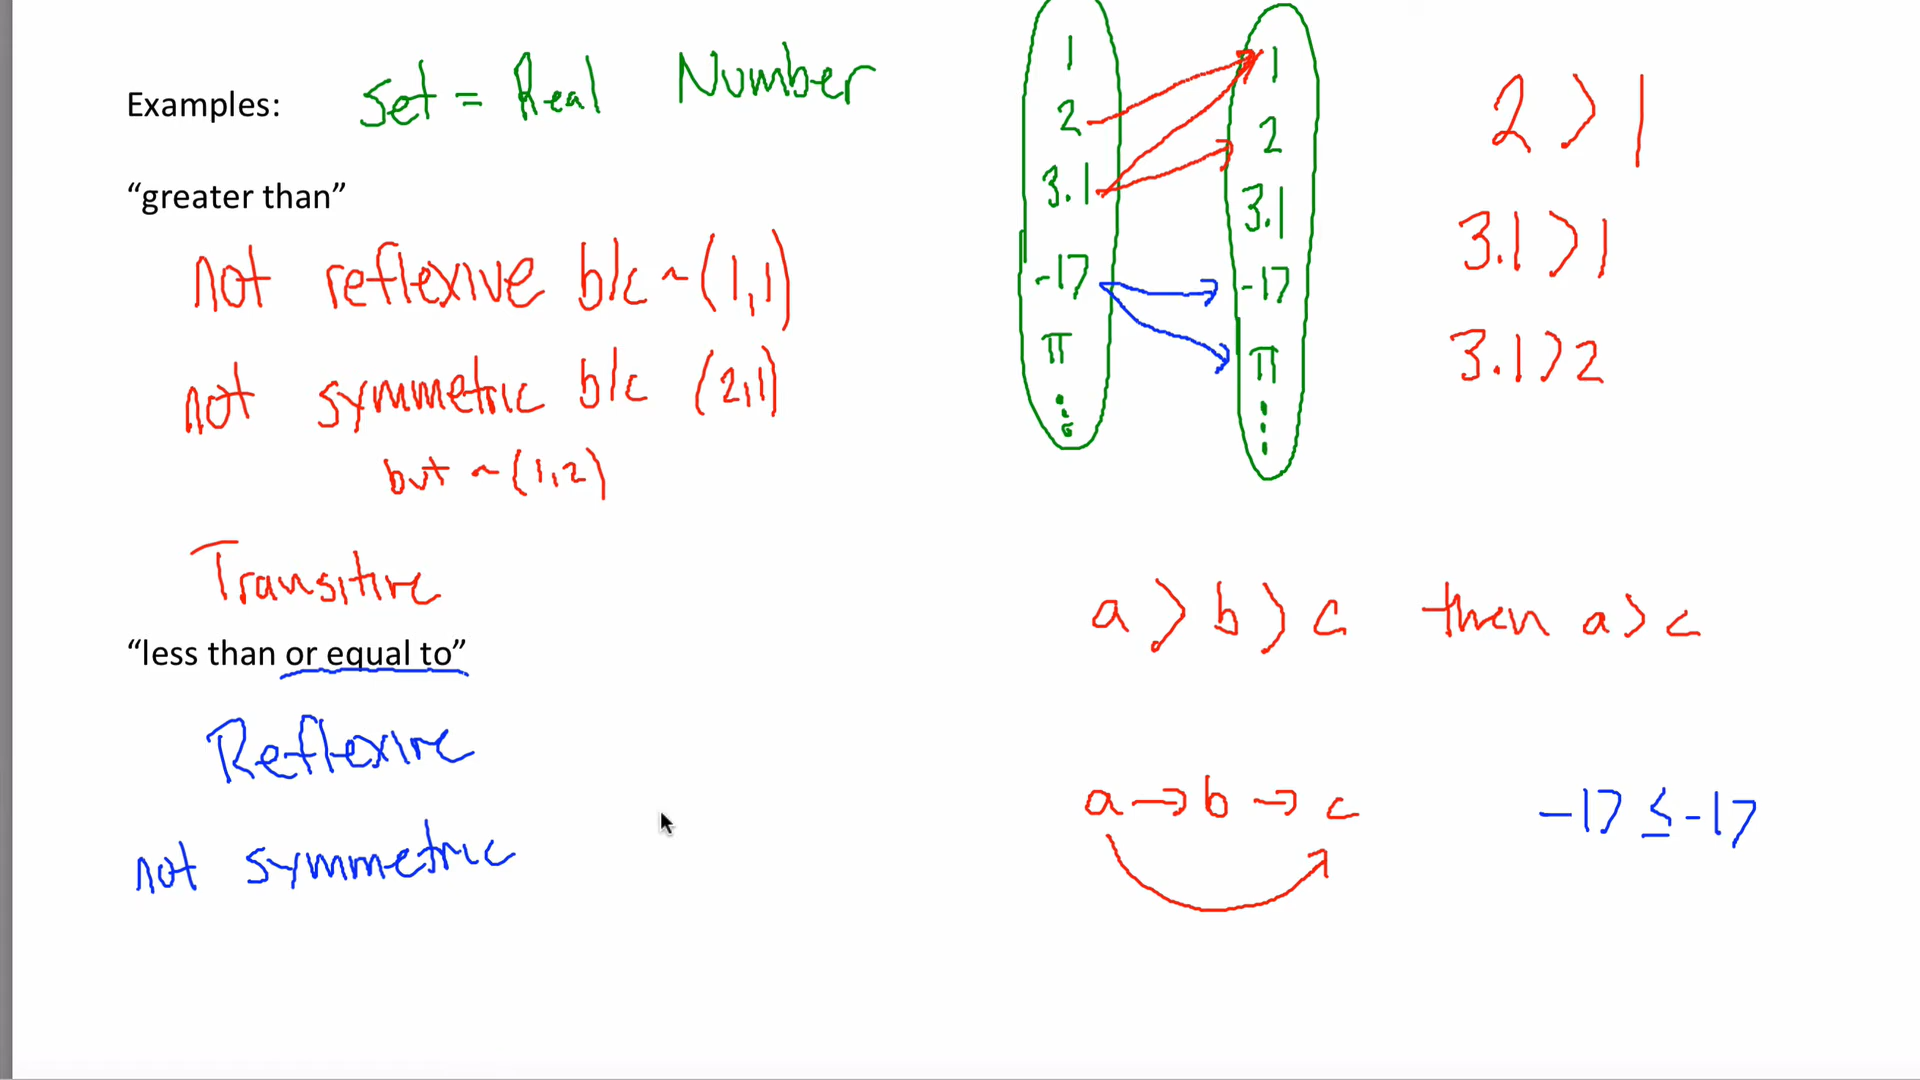 Examples: set = Real Number
“greater than”
not reflexive b/c ~(1,1)
not symmetric b/c (2,1)
but ~(1,2)
Transitive
“less than or equal to”
Reflexive
not symmetric
1
2
3.1
-17
π
1
2
3.1
-17
π
2 > 1
3.1 > 1
3.1 > 2
a > b > c then a > c
a → b → c
-17 ≤ -17